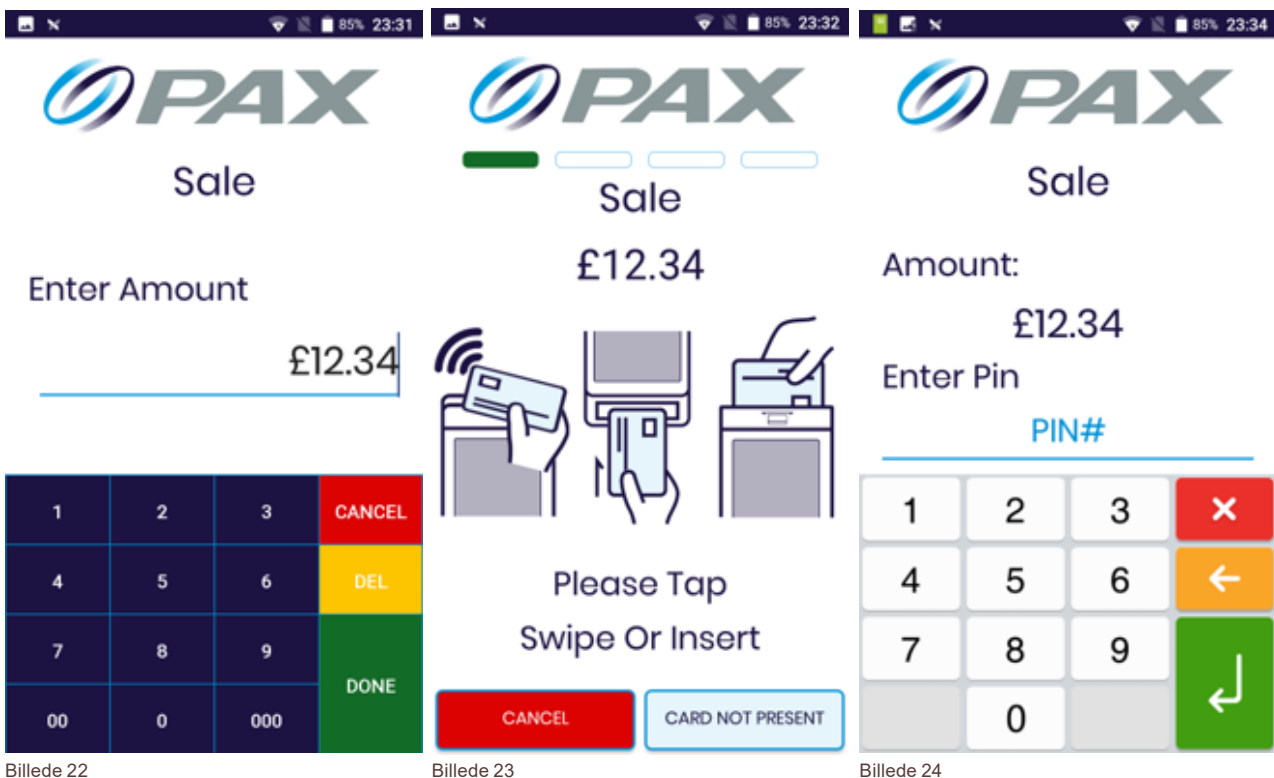 85% 23:31
PAX
Sale
Enter Amount
£12.34
1 2 3 CANCEL
4 5 6 DEL
7 8 9
DONE
00 0 000
Billede 22
85% 23:32
PAX
Sale
£12.34
Please Tap
Swipe Or Insert
CANCEL CARD NOT PRESENT
Billede 23
85% 23:34
PAX
Sale
Amount:
£12.34
Enter Pin
PIN#
1 2 3
4 5 6
7 8 9
0
Billede 24